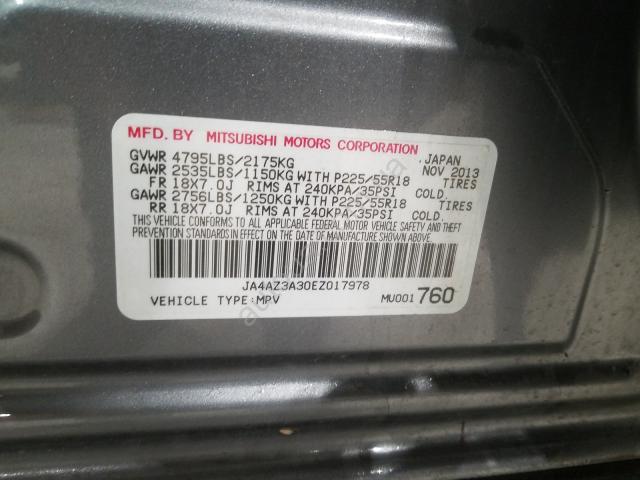 MFD. BY MITSUBISHI MOTORS CORPORATION
GVWR 4795LBS/2175KG JAPAN
NOV 2013
GAWR 2535LBS/1150KG WITH P225/55R18 TIRES
FR 18X7.0J RIMS AT 240KPA/35PSI COLD.
GAWR 2756LBS/1250KG WITH P225/55R18 TIRES
RR 18X7.0J RIMS AT 240KPA/35PSI COLD.
THIS VEHICLE CONFORMS TO ALL APPLICABLE FEDERAL MOTOR VEHICLE SAFETY AND THEFT
PREVENTION STANDARDS IN EFFECT ON THE DATE OF MANUFACTURE SHOWN ABOVE.
JA4AZ3A30EZ017978
VEHICLE TYPE:MPV MU001 760